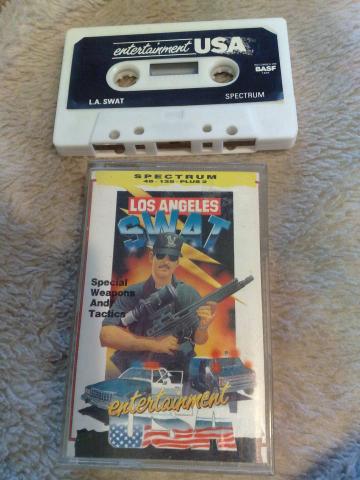 entertainment USA
BASF
L.A. SWAT
SPECTRUM
SPECTRUM
48 - 128 - PLUS 2
LOS ANGELES
SWAT
Special
Weapons
And
Tactics
entertainment
USA